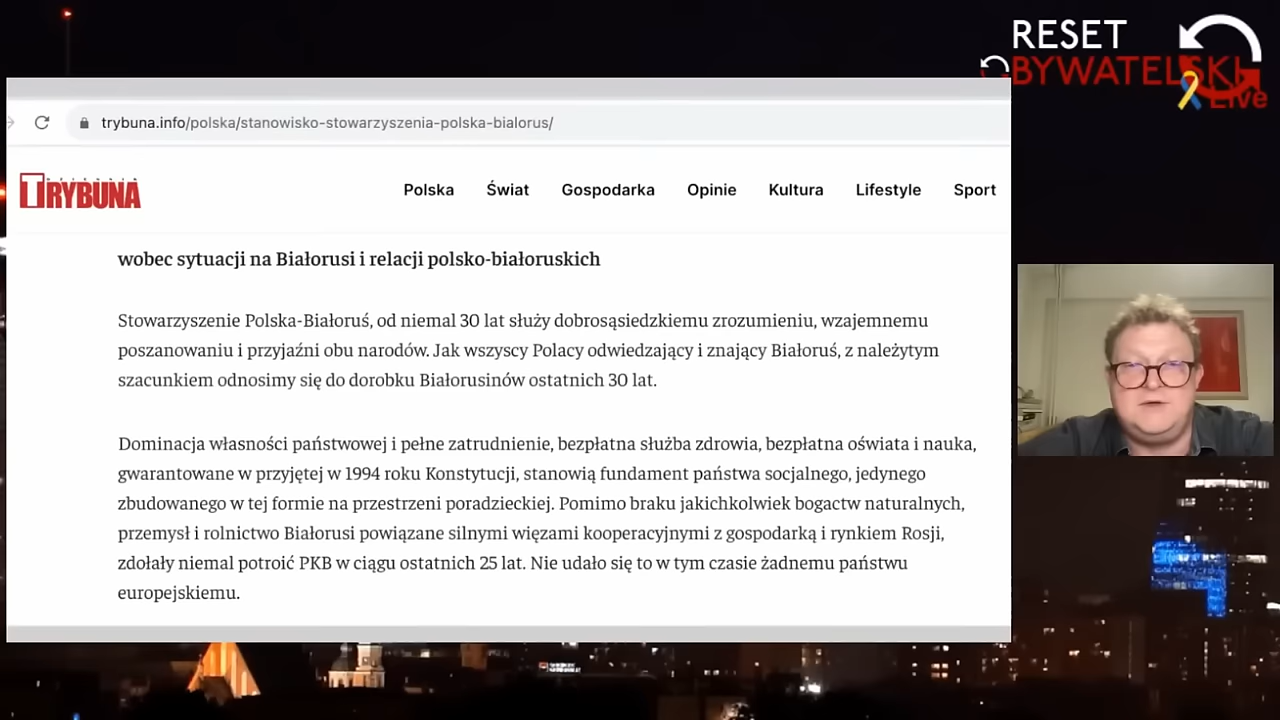 RESET
OBYWATELSKI
Live
trybuna.info/polska/stanowisko-stowarzyszenia-polska-bialorus/
DZIENNIK
TRYBUNA
Polska Świat Gospodarka Opinie Kultura Lifestyle Sport
wobec sytuacji na Białorusi i relacji polsko-białoruskich
Stowarzyszenie Polska-Białoruś, od niemal 30 lat służy dobrosąsiedzkiemu zrozumieniu, wzajemnemu
poszanowaniu i przyjaźni obu narodów. Jak wszyscy Polacy odwiedzający i znający Białoruś, z należytym
szacunkiem odnosimy się do dorobku Białorusinów ostatnich 30 lat.
Dominacja własności państwowej i pełne zatrudnienie, bezpłatna służba zdrowia, bezpłatna oświata i nauka,
gwarantowane w przyjętej w 1994 roku Konstytucji, stanowią fundament państwa socjalnego, jedynego
zbudowanego w tej formie na przestrzeni poradzieckiej. Pomimo braku jakichkolwiek bogactw naturalnych,
przemysł i rolnictwo Białorusi powiązane silnymi więzami kooperacyjnymi z gospodarką i rynkiem Rosji,
zdołały niemal potroić PKB w ciągu ostatnich 25 lat. Nie udało się to w tym czasie żadnemu państwu
europejskiemu.